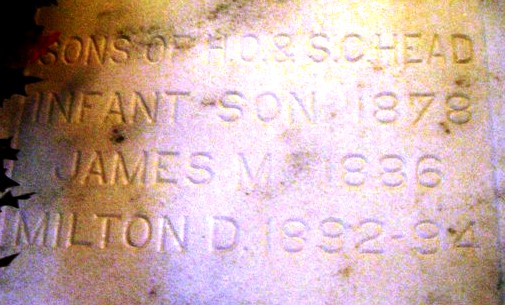 SONS OF H.O.& S.C. HEAD
INFANT SON 1878
JAMES M. 1886
MILTON D. 1892-94